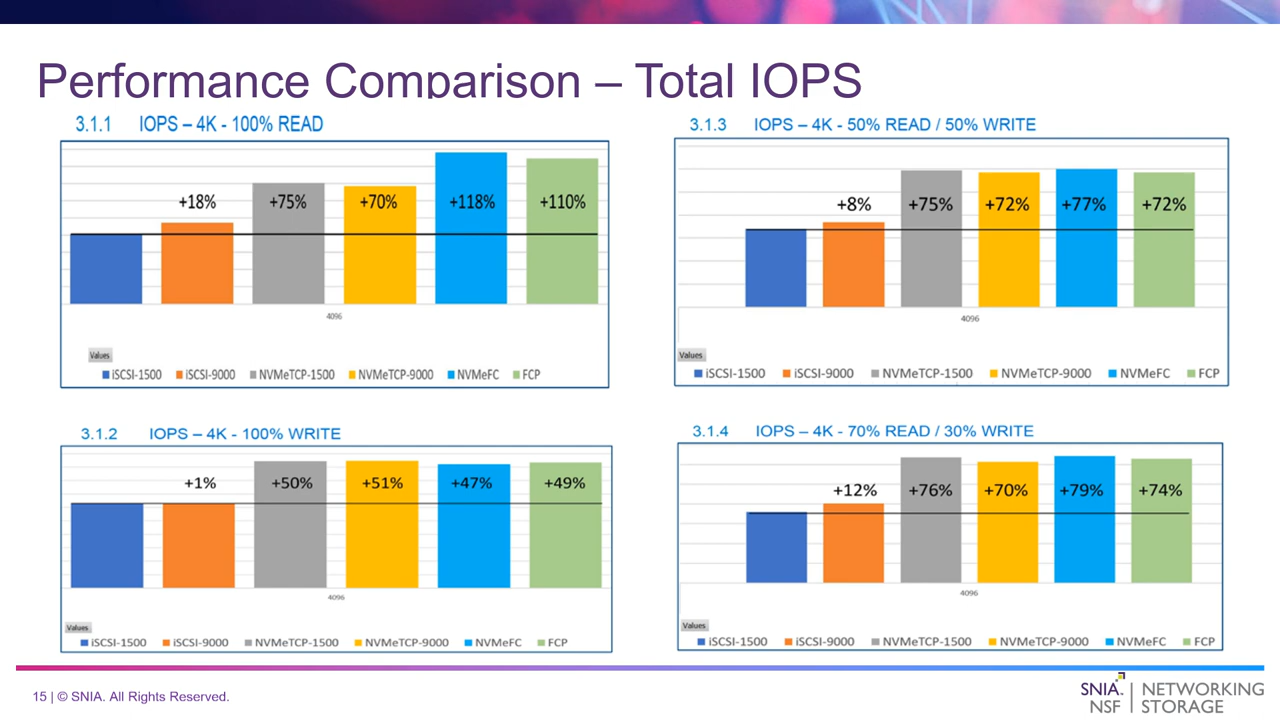 Performance Comparison – Total IOPS
3.1.1 IOPS – 4K - 100% READ
+18% +75% +70% +118% +110%
4096
Values
iSCSI-1500 iSCSI-9000 NVMeTCP-1500 NVMeTCP-9000 NVMeFC FCP
3.1.3 IOPS – 4K - 50% READ / 50% WRITE
+8% +75% +72% +77% +72%
4096
Values
iSCSI-1500 iSCSI-9000 NVMeTCP-1500 NVMeTCP-9000 NVMeFC FCP
3.1.2 IOPS – 4K - 100% WRITE
+1% +50% +51% +47% +49%
4096
Values
iSCSI-1500 iSCSI-9000 NVMeTCP-1500 NVMeTCP-9000 NVMeFC FCP
3.1.4 IOPS – 4K - 70% READ / 30% WRITE
+12% +76% +70% +79% +74%
4096
Values
iSCSI-1500 iSCSI-9000 NVMeTCP-1500 NVMeTCP-9000 NVMeFC FCP
15 | © SNIA. All Rights Reserved.
SNIA. | NETWORKING
NSF | STORAGE